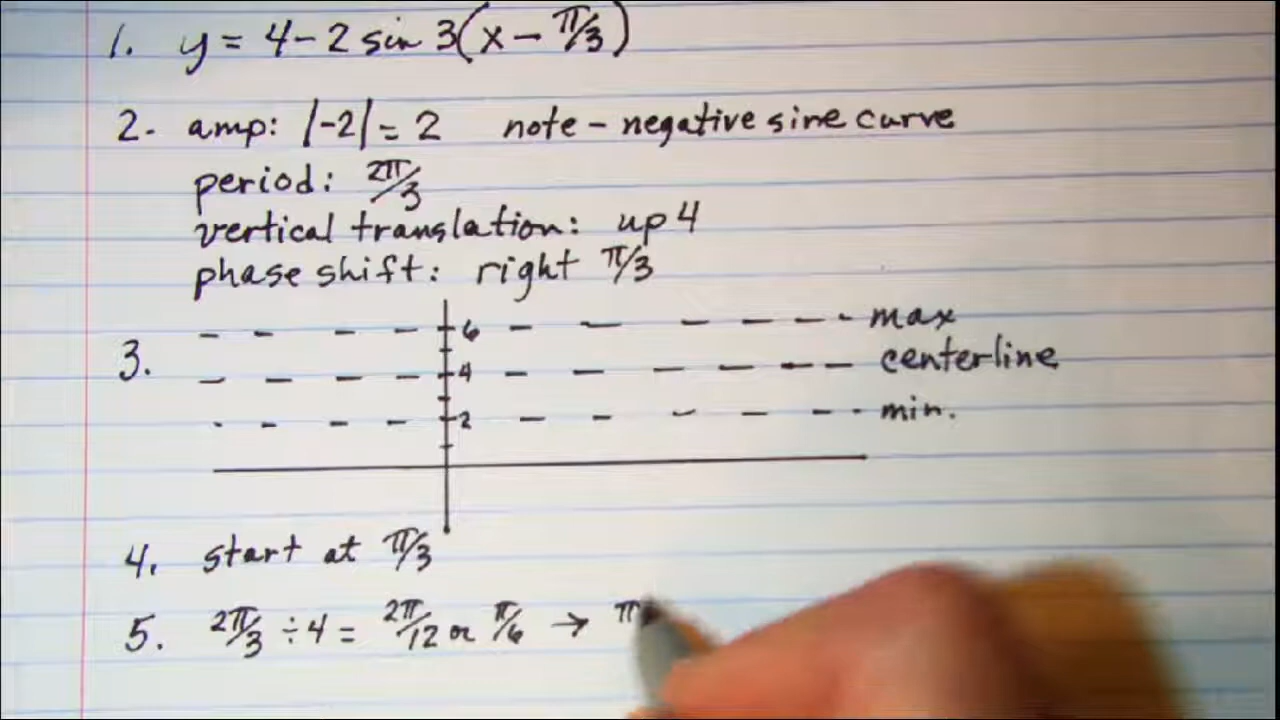 1. y = 4 - 2 sin 3(x - π/3)
2. amp: |-2| = 2 note - negative sine curve
period: 2π/3
vertical translation: up 4
phase shift: right π/3
3.
6 max
4 centerline
2 min.
4. start at π/3
5. 2π/3 ÷ 4 = 2π/12 or π/6 → π